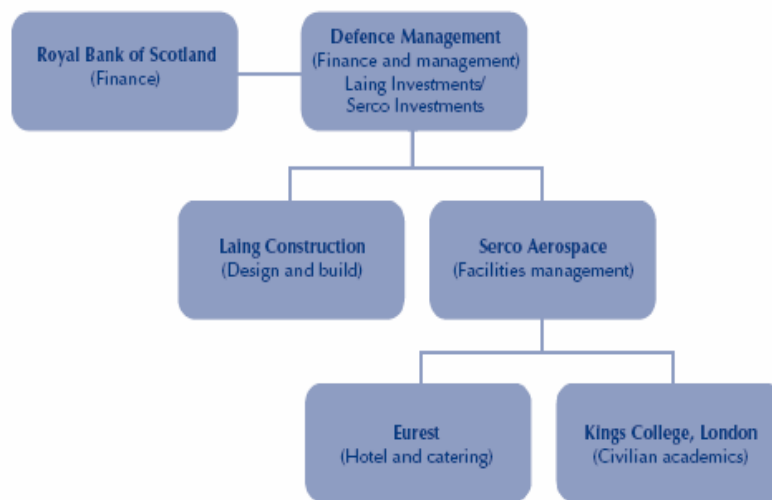 Royal Bank of Scotland
(Finance)
Defence Management
(Finance and management)
Laing Investments/
Serco Investments
Laing Construction
(Design and build)
Serco Aerospace
(Facilities management)
Eurest
(Hotel and catering)
Kings College, London
(Civilian academics)